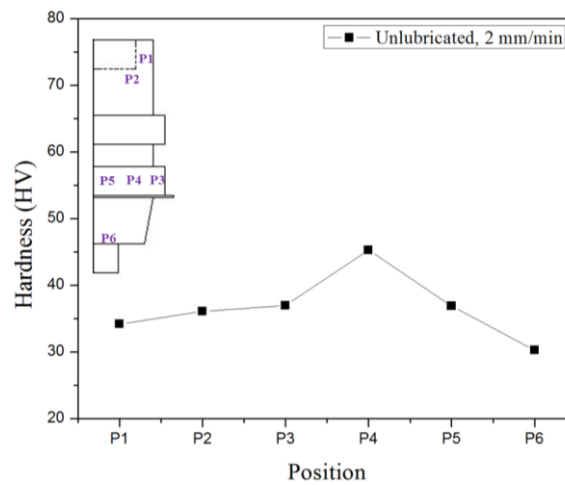 80
Unlubricated, 2 mm/min
P1
70
P2
60
Hardness (HV)
P5 P4 P3
50
P6
40
30
20
P1 P2 P3 P4 P5 P6
Position